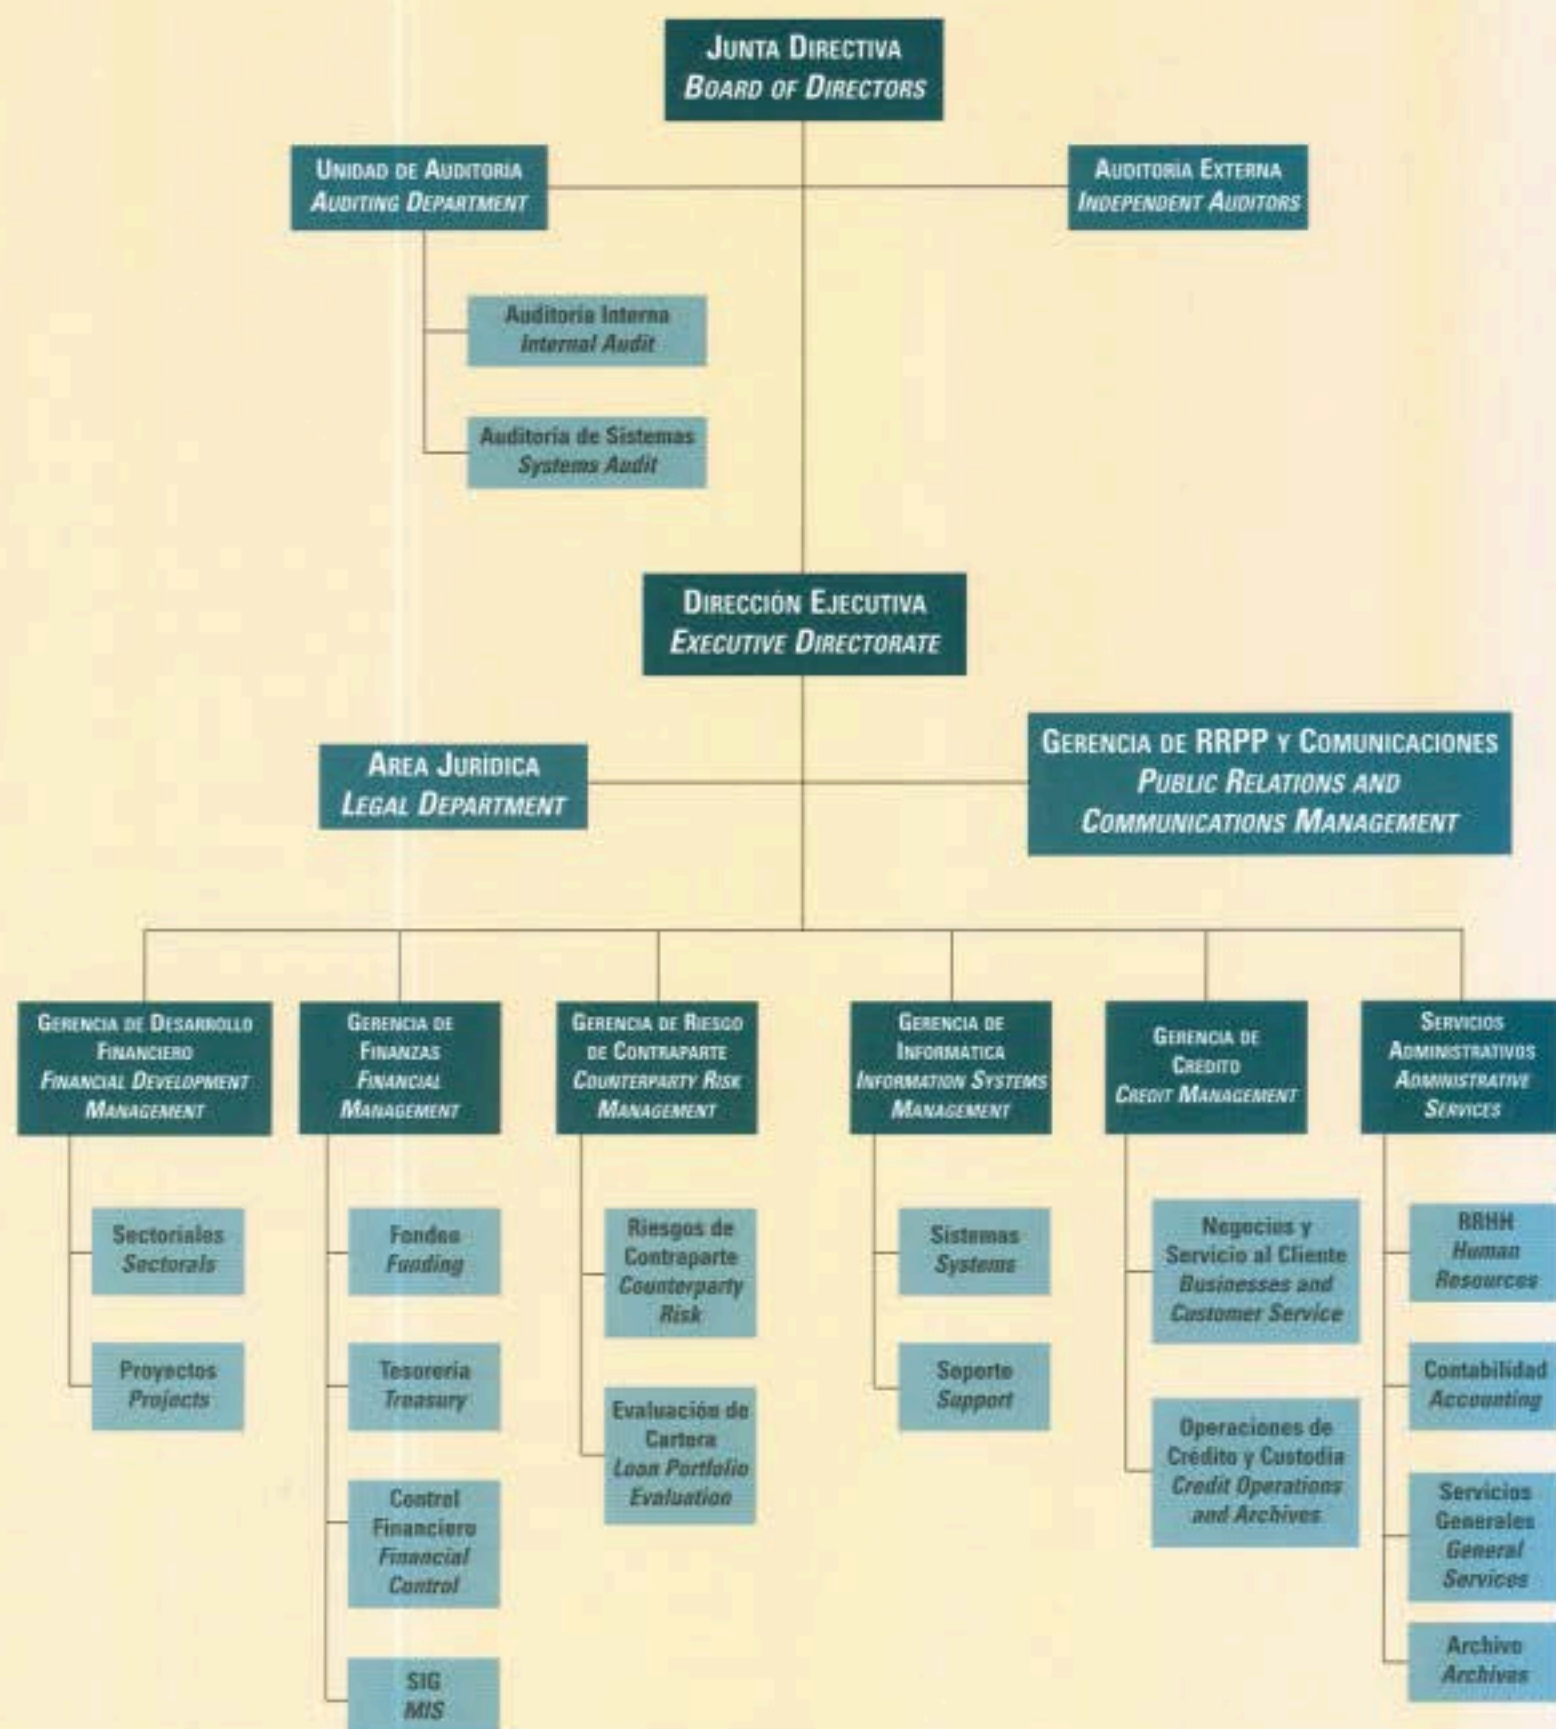 JUNTA DIRECTIVA
BOARD OF DIRECTORS
UNIDAD DE AUDITORÍA
AUDITING DEPARTMENT
AUDITORÍA EXTERNA
INDEPENDENT AUDITORS
Auditoría Interna
Internal Audit
Auditoría de Sistemas
Systems Audit
DIRECCIÓN EJECUTIVA
EXECUTIVE DIRECTORATE
AREA JURÍDICA
LEGAL DEPARTMENT
GERENCIA DE RRPP Y COMUNICACIONES
PUBLIC RELATIONS AND
COMMUNICATIONS MANAGEMENT
GERENCIA DE DESARROLLO
FINANCIERO
FINANCIAL DEVELOPMENT
MANAGEMENT
GERENCIA DE
FINANZAS
FINANCIAL
MANAGEMENT
GERENCIA DE RIESGO
DE CONTRAPARTE
COUNTERPARTY RISK
MANAGEMENT
GERENCIA DE
INFORMÁTICA
INFORMATION SYSTEMS
MANAGEMENT
GERENCIA DE
CREDITO
CREDIT MANAGEMENT
SERVICIOS
ADMINISTRATIVOS
ADMINISTRATIVE
SERVICES
Sectoriales
Sectorals
Proyectos
Projects
Fondeo
Funding
Tesorería
Treasury
Control
Financiero
Financial
Control
SIG
MIS
Riesgos de
Contraparte
Counterparty
Risk
Evaluación de
Cartera
Loan Portfolio
Evaluation
Sistemas
Systems
Soporte
Support
Negocios y
Servicio al Cliente
Businesses and
Customer Service
Operaciones de
Crédito y Custodia
Credit Operations
and Archives
RRHH
Human
Resources
Contabilidad
Accounting
Servicios
Generales
General
Services
Archivo
Archives